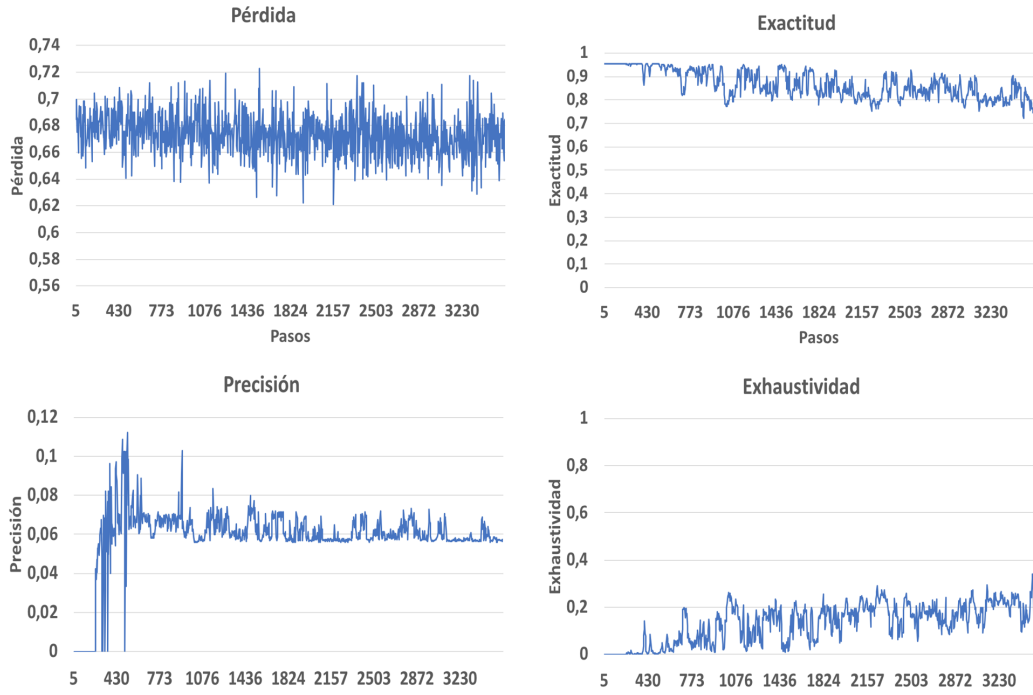 Pérdida
0,74
0,72
0,7
0,68
0,66
0,64
0,62
0,6
0,58
0,56
Pérdida
5 430 773 1076 1436 1824 2157 2503 2872 3230
Pasos
Exactitud
1
0,9
0,8
0,7
0,6
0,5
0,4
0,3
0,2
0,1
0
Exactitud
5 430 773 1076 1436 1824 2157 2503 2872 3230
Pasos
Precisión
0,12
0,1
0,08
0,06
0,04
0,02
0
Precisión
5 430 773 1076 1436 1824 2157 2503 2872 3230
Exhaustividad
1
0,8
0,6
0,4
0,2
0
Exhaustividad
5 430 773 1076 1436 1824 2157 2503 2872 3230